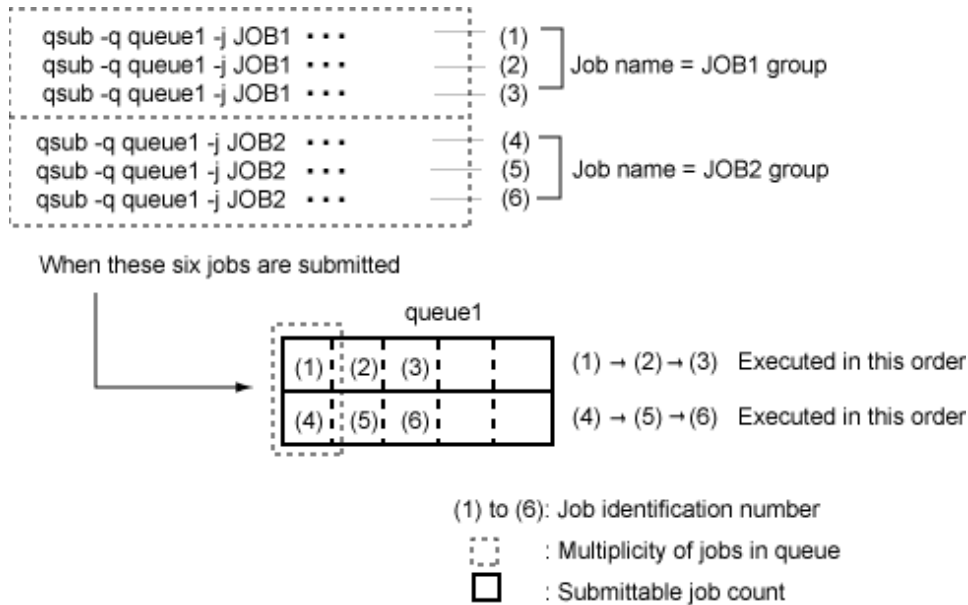 qsub -q queue1 -j JOB1 ･･･ (1)
qsub -q queue1 -j JOB1 ･･･ (2) Job name = JOB1 group
qsub -q queue1 -j JOB1 ･･･ (3)
qsub -q queue1 -j JOB2 ･･･ (4)
qsub -q queue1 -j JOB2 ･･･ (5) Job name = JOB2 group
qsub -q queue1 -j JOB2 ･･･ (6)
When these six jobs are submitted
queue1
(1) (2) (3) (1) → (2) → (3) Executed in this order
(4) (5) (6) (4) → (5) → (6) Executed in this order
(1) to (6): Job identification number
: Multiplicity of jobs in queue
: Submittable job count